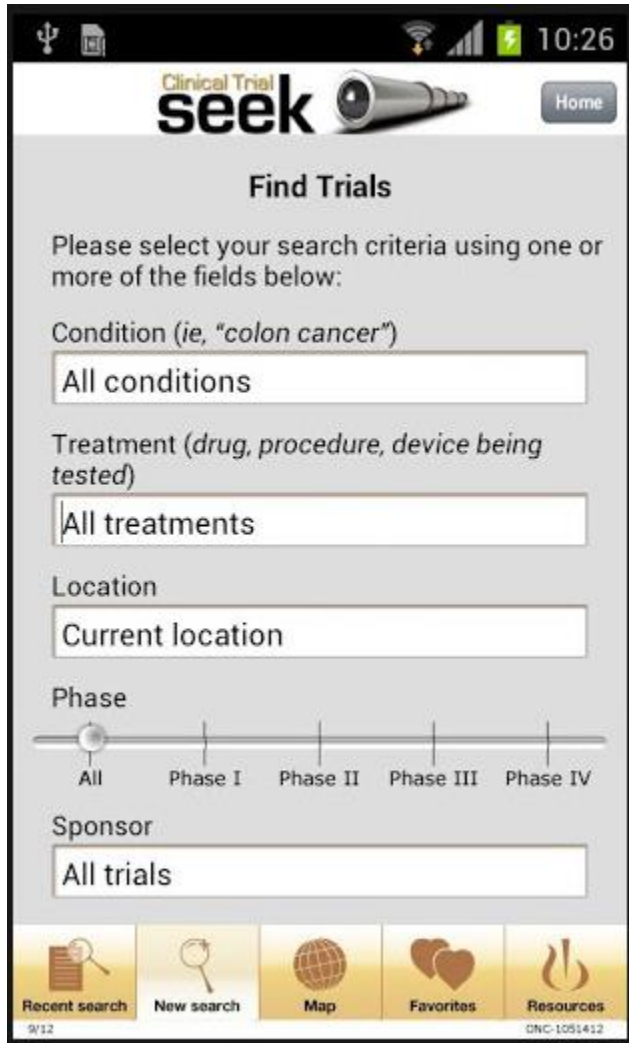 10:26
Clinical Trial
seek
Home
Find Trials
Please select your search criteria using one or
more of the fields below:
Condition (ie, “colon cancer”)
All conditions
Treatment (drug, procedure, device being
tested)
All treatments
Location
Current location
Phase
All Phase I Phase II Phase III Phase IV
Sponsor
All trials
Recent search New search Map Favorites Resources
9/12 ONC-1051412